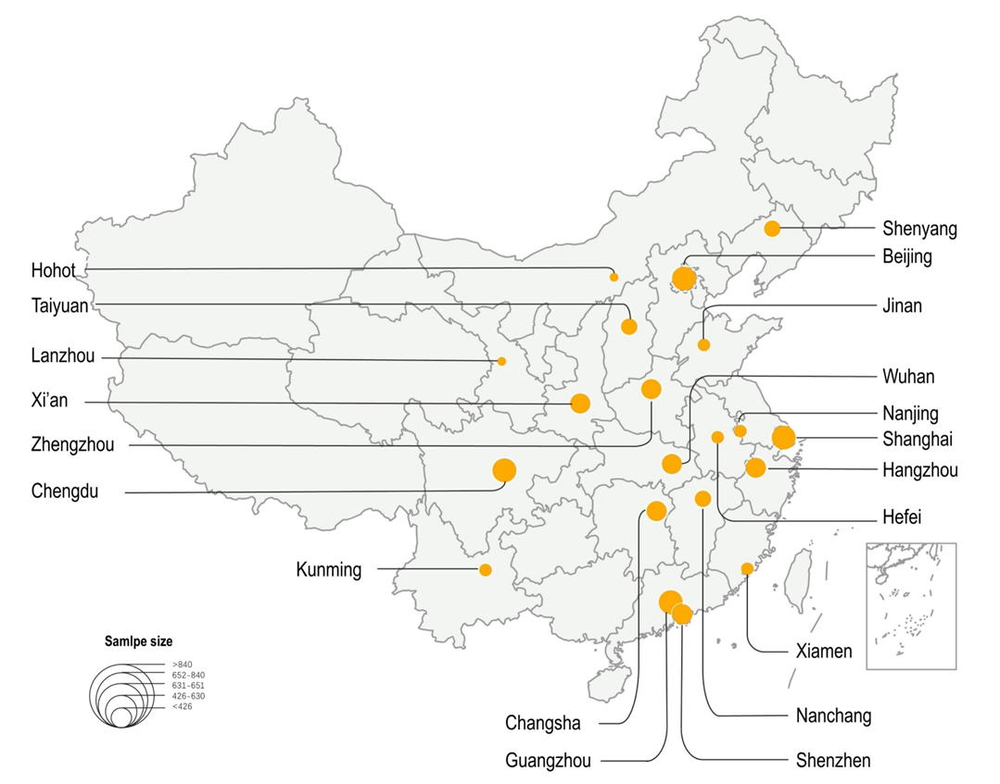 Shenyang
Beijing
Hohot
Taiyuan
Jinan
Lanzhou
Wuhan
Xi'an
Nanjing
Zhengzhou
Shanghai
Hangzhou
Chengdu
Hefei
Kunming
Samlpe size
>840
652-840
631-651
426-630
<426
Xiamen
Changsha
Nanchang
Guangzhou
Shenzhen